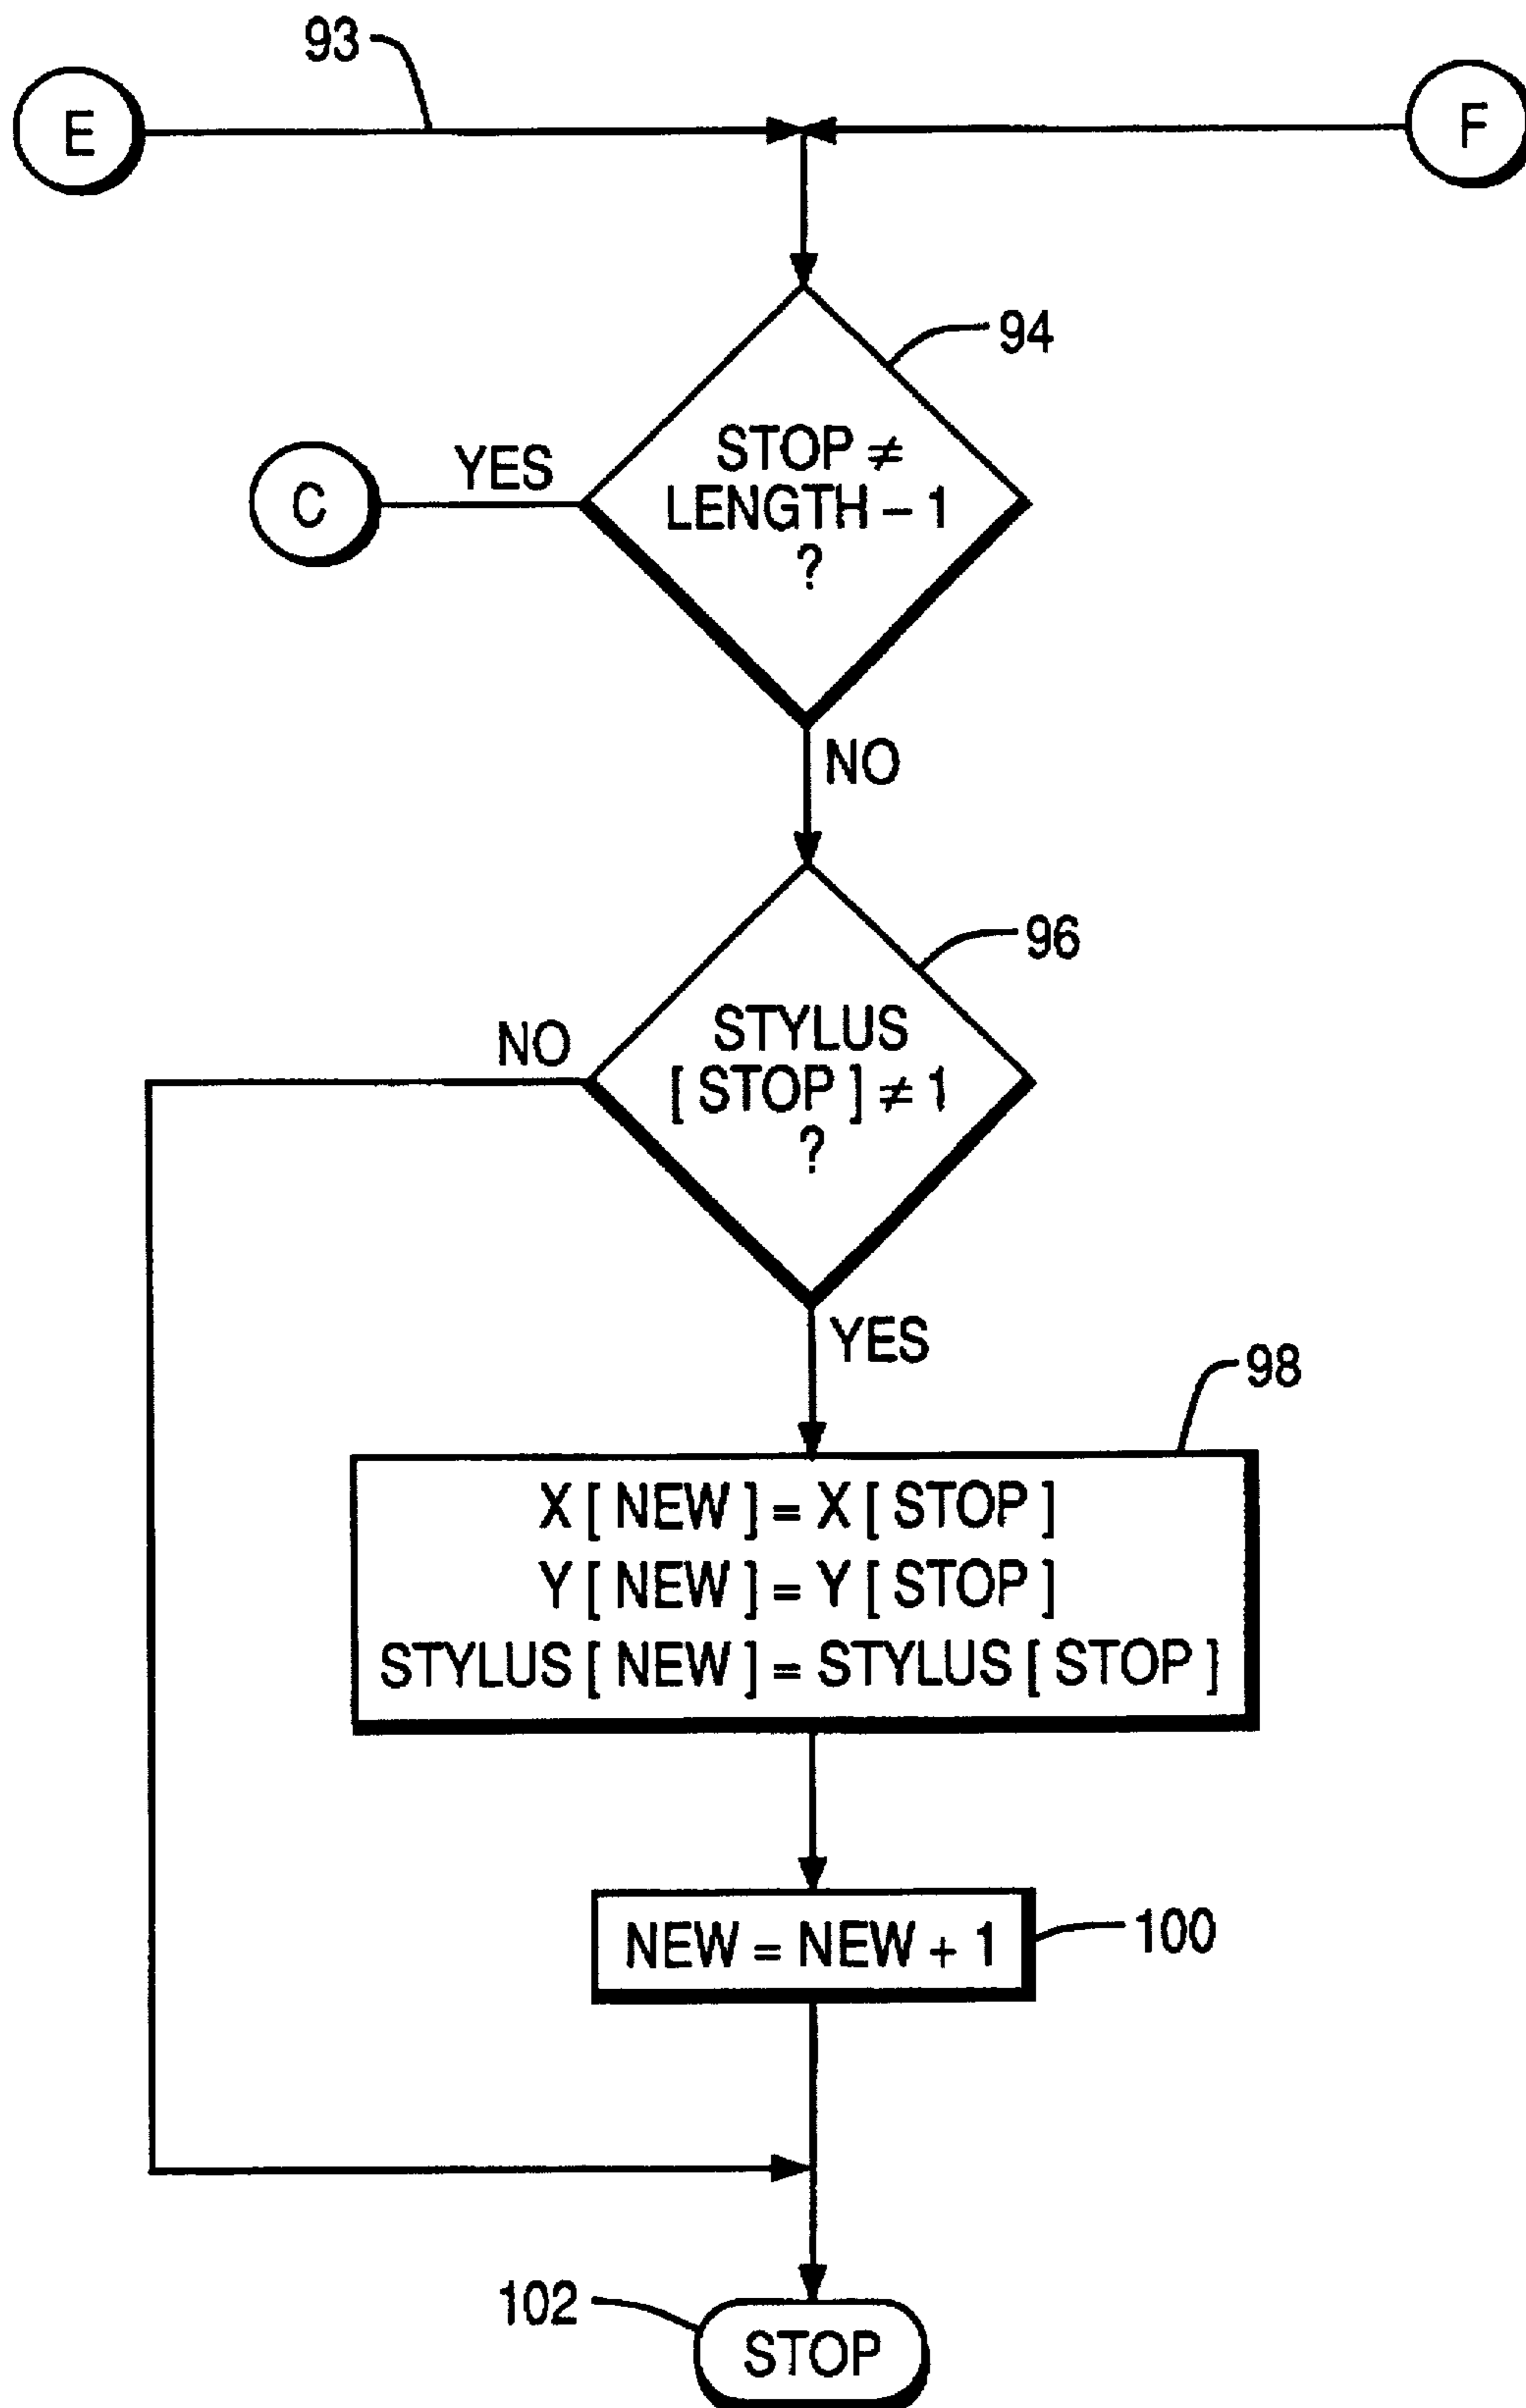 93
E
F
94
STOP ≠
LENGTH – 1
?
YES
C
NO
96
STYLUS
[ STOP ] ≠ 1
?
NO
YES
98
X [ NEW ] = X [ STOP ]
Y [ NEW ] = Y [ STOP ]
STYLUS [ NEW ] = STYLUS [ STOP ]
NEW = NEW + 1
100
102
STOP